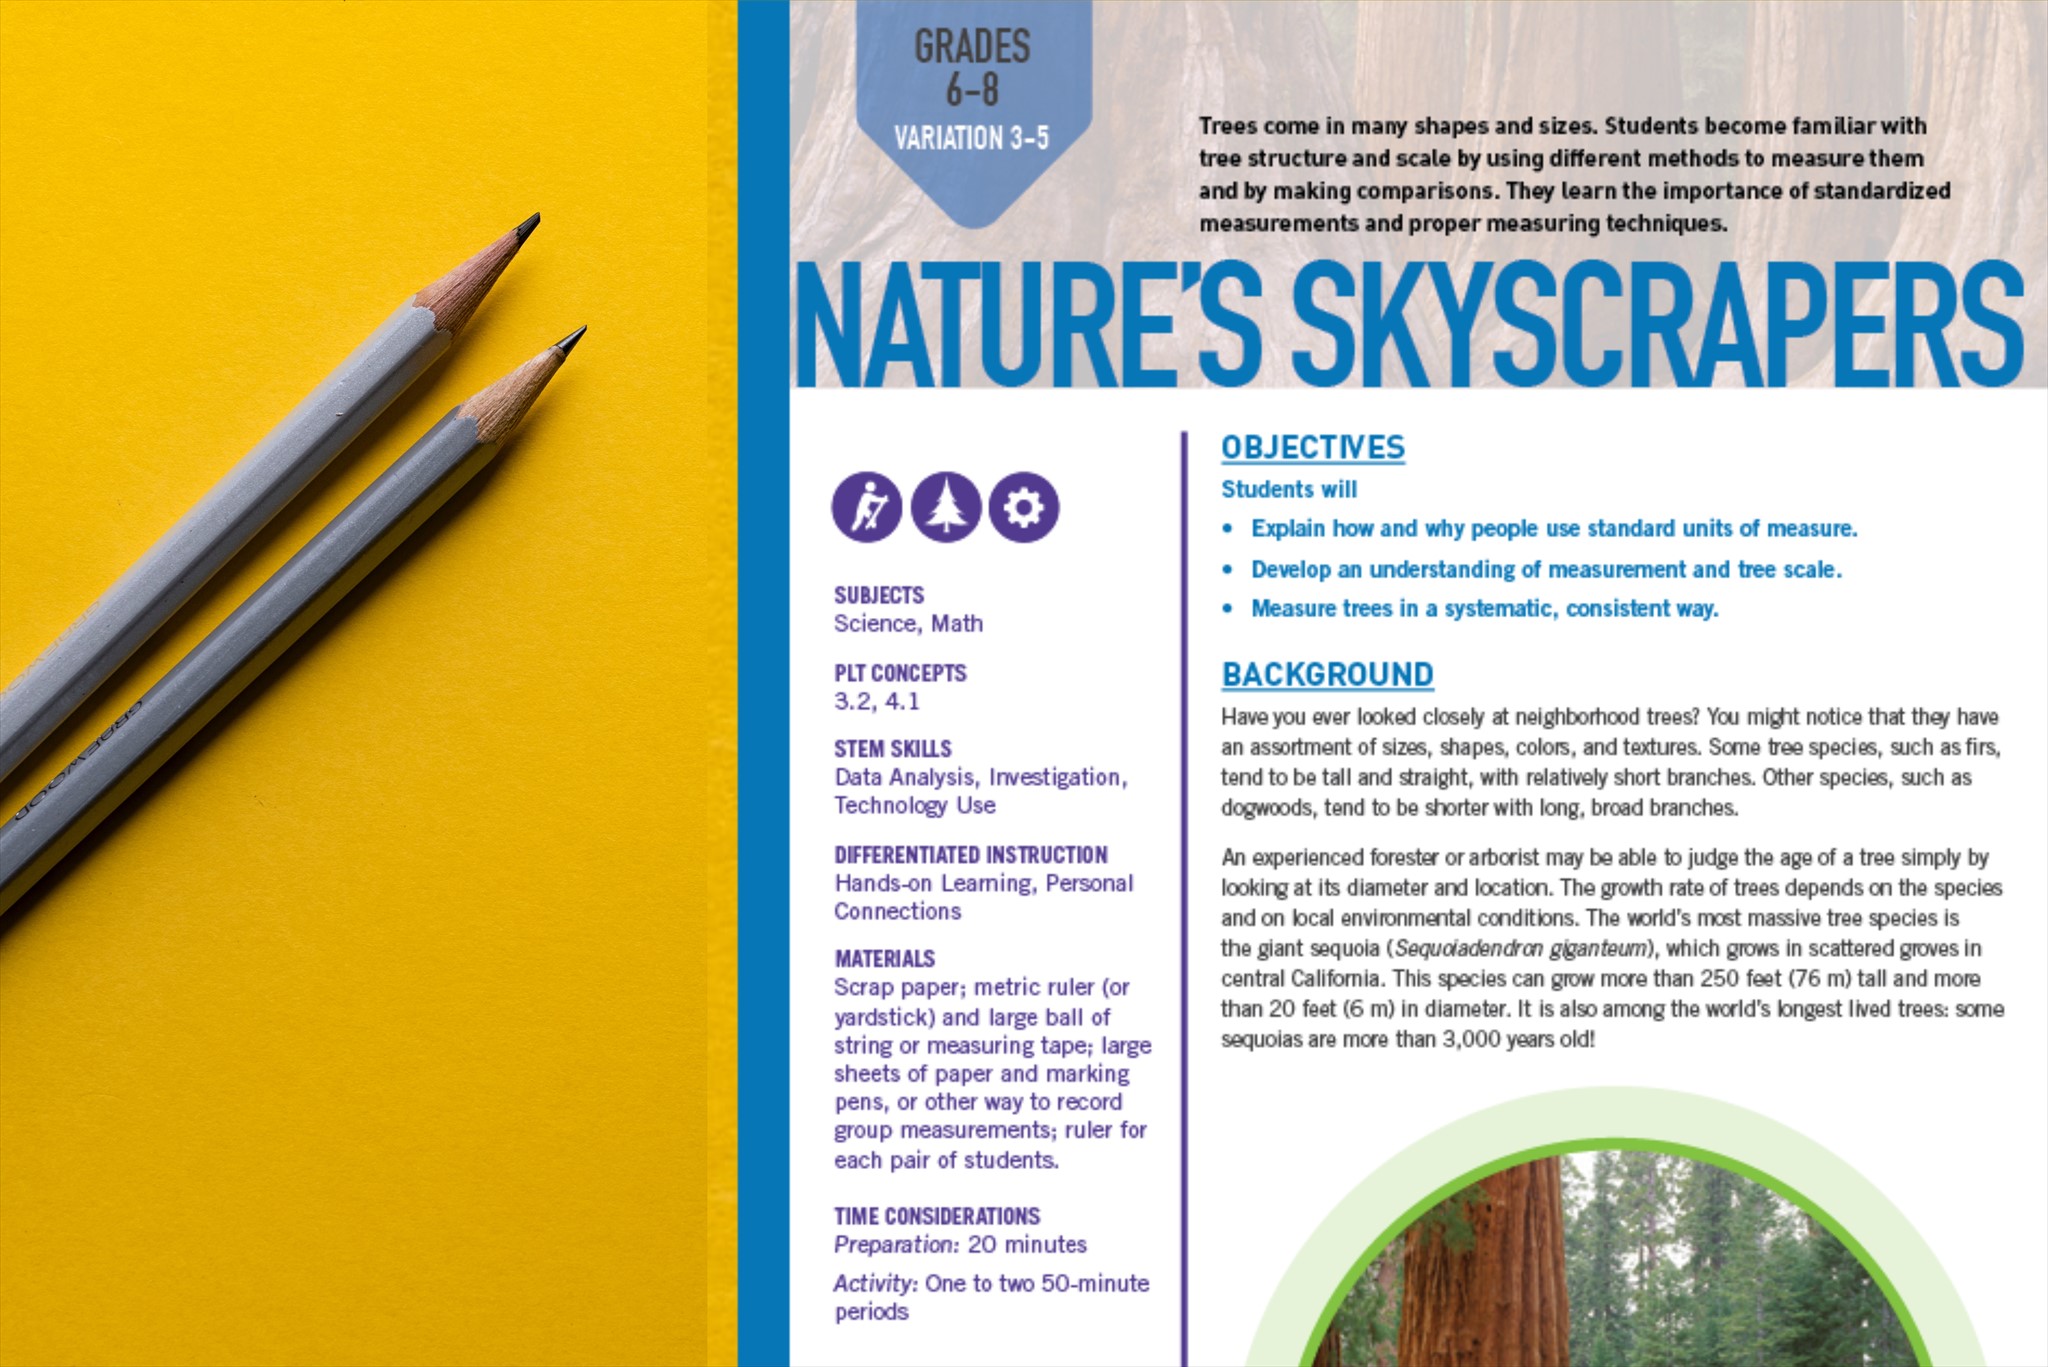 GRADES
6–8
VARIATION 3–5
Trees come in many shapes and sizes. Students become familiar with
tree structure and scale by using different methods to measure them
and by making comparisons. They learn the importance of standardized
measurements and proper measuring techniques.
NATURE'S SKYSCRAPERS
SUBJECTS
Science, Math
PLT CONCEPTS
3.2, 4.1
STEM SKILLS
Data Analysis, Investigation,
Technology Use
DIFFERENTIATED INSTRUCTION
Hands-on Learning, Personal
Connections
MATERIALS
Scrap paper; metric ruler (or
yardstick) and large ball of
string or measuring tape; large
sheets of paper and marking
pens, or other way to record
group measurements; ruler for
each pair of students.
TIME CONSIDERATIONS
Preparation: 20 minutes
Activity: One to two 50-minute
periods
OBJECTIVES
Students will
• Explain how and why people use standard units of measure.
• Develop an understanding of measurement and tree scale.
• Measure trees in a systematic, consistent way.
BACKGROUND
Have you ever looked closely at neighborhood trees? You might notice that they have
an assortment of sizes, shapes, colors, and textures. Some tree species, such as firs,
tend to be tall and straight, with relatively short branches. Other species, such as
dogwoods, tend to be shorter with long, broad branches.
An experienced forester or arborist may be able to judge the age of a tree simply by
looking at its diameter and location. The growth rate of trees depends on the species
and on local environmental conditions. The world's most massive tree species is
the giant sequoia (Sequoiadendron giganteum), which grows in scattered groves in
central California. This species can grow more than 250 feet (76 m) tall and more
than 20 feet (6 m) in diameter. It is also among the world's longest lived trees: some
sequoias are more than 3,000 years old!